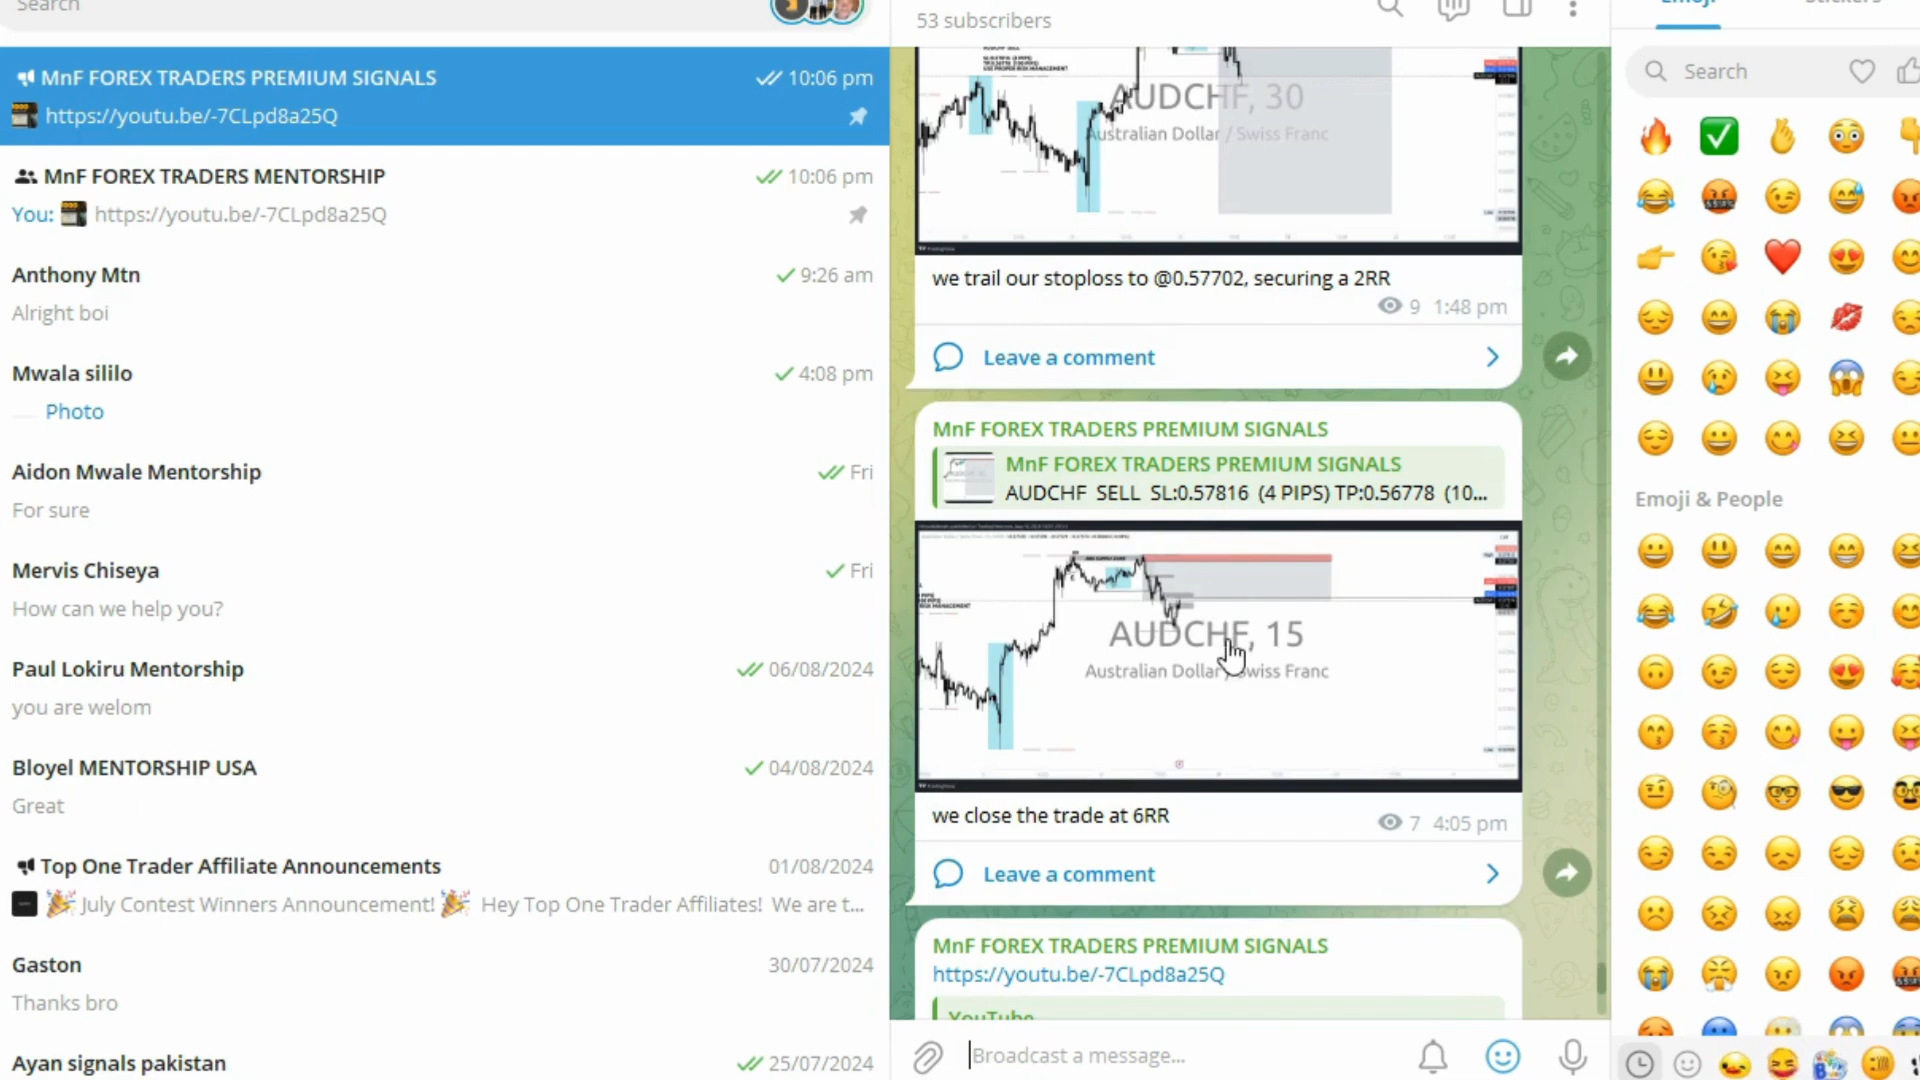 Search
MnF FOREX TRADERS PREMIUM SIGNALS
10:06 pm
https://youtu.be/-7CLpd8a25Q
MnF FOREX TRADERS MENTORSHIP
10:06 pm
You: https://youtu.be/-7CLpd8a25Q
Anthony Mtn
9:26 am
Alright boi
Mwala sililo
4:08 pm
Photo
Aidon Mwale Mentorship
Fri
For sure
Mervis Chiseya
Fri
How can we help you?
Paul Lokiru Mentorship
06/08/2024
you are welom
Bloyel MENTORSHIP USA
04/08/2024
Great
Top One Trader Affiliate Announcements
01/08/2024
🎉 July Contest Winners Announcement! 🎉 Hey Top One Trader Affiliates! We are t...
Gaston
30/07/2024
Thanks bro
Ayan signals pakistan
25/07/2024
53 subscribers
AUDCHF, 30
Australian Dollar / Swiss Franc
we trail our stoploss to @0.57702, securing a 2RR
9 1:48 pm
Leave a comment
MnF FOREX TRADERS PREMIUM SIGNALS
MnF FOREX TRADERS PREMIUM SIGNALS
AUDCHF SELL SL:0.57816 (4 PIPS) TP:0.56778 (10...
AUDCHF, 15
Australian Dollar / Swiss Franc
we close the trade at 6RR
7 4:05 pm
Leave a comment
MnF FOREX TRADERS PREMIUM SIGNALS
https://youtu.be/-7CLpd8a25Q
YouTube
Broadcast a message...
Emoji
Stickers
Search
Emoji & People